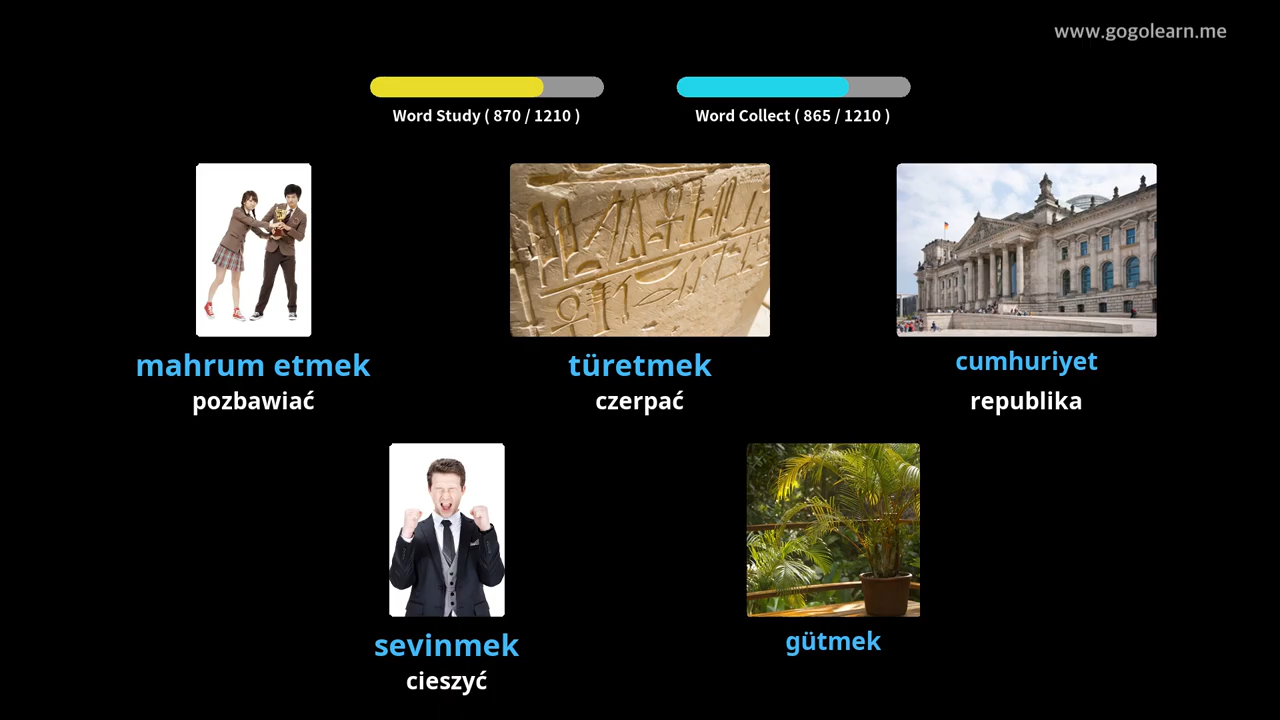 www.gogolearn.me
Word Study ( 870 / 1210 )
Word Collect ( 865 / 1210 )
mahrum etmek
pozbawiać
türetmek
czerpać
cumhuriyet
republika
sevinmek
cieszyć
gütmek